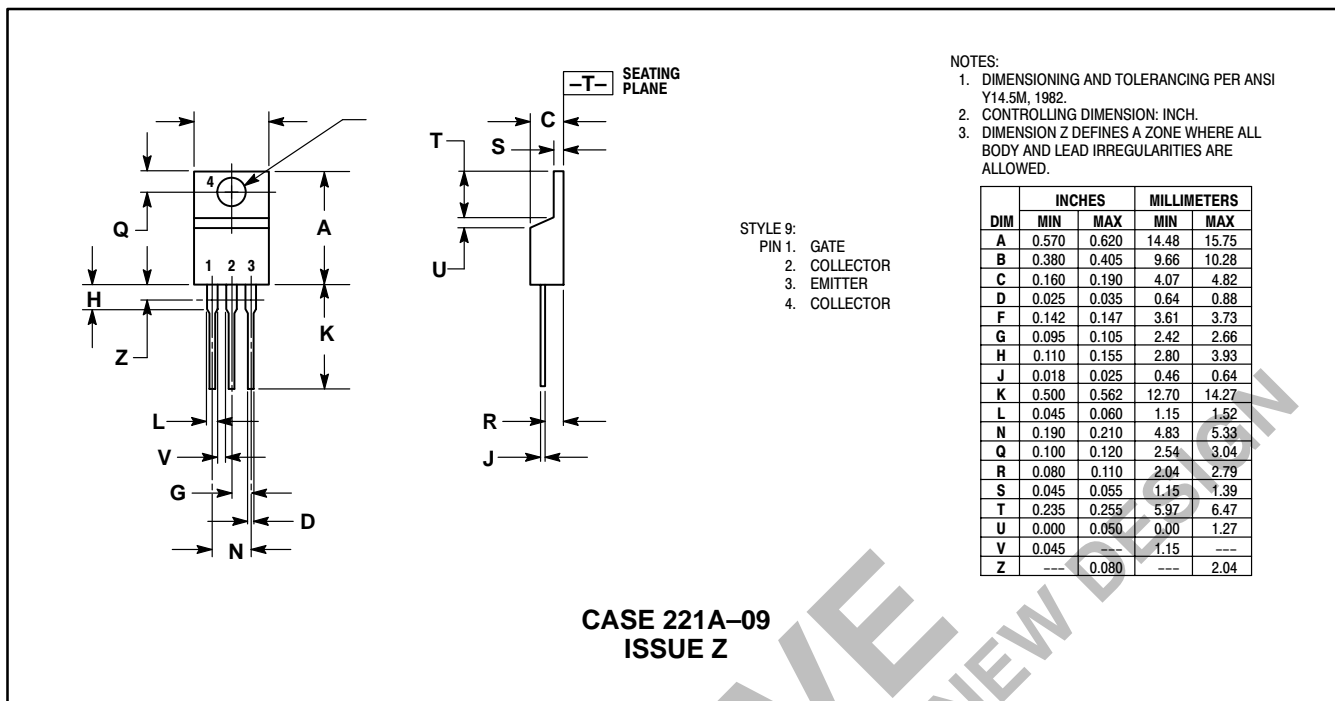 –T–
SEATING
PLANE
C
T
S
4
Q
A
U
1 2 3
H
K
Z
L
R
V
J
G
D
N
STYLE 9:
PIN 1. GATE
2. COLLECTOR
3. EMITTER
4. COLLECTOR
NOTES:
1. DIMENSIONING AND TOLERANCING PER ANSI
Y14.5M, 1982.
2. CONTROLLING DIMENSION: INCH.
3. DIMENSION Z DEFINES A ZONE WHERE ALL
BODY AND LEAD IRREGULARITIES ARE
ALLOWED.
INCHES MILLIMETERS
DIM MIN MAX MIN MAX
A 0.570 0.620 14.48 15.75
B 0.380 0.405 9.66 10.28
C 0.160 0.190 4.07 4.82
D 0.025 0.035 0.64 0.88
F 0.142 0.147 3.61 3.73
G 0.095 0.105 2.42 2.66
H 0.110 0.155 2.80 3.93
J 0.018 0.025 0.46 0.64
K 0.500 0.562 12.70 14.27
L 0.045 0.060 1.15 1.52
N 0.190 0.210 4.83 5.33
Q 0.100 0.120 2.54 3.04
R 0.080 0.110 2.04 2.79
S 0.045 0.055 1.15 1.39
T 0.235 0.255 5.97 6.47
U 0.000 0.050 0.00 1.27
V 0.045 --- 1.15 ---
Z --- 0.080 --- 2.04
CASE 221A–09
ISSUE Z
NEW DESIGN